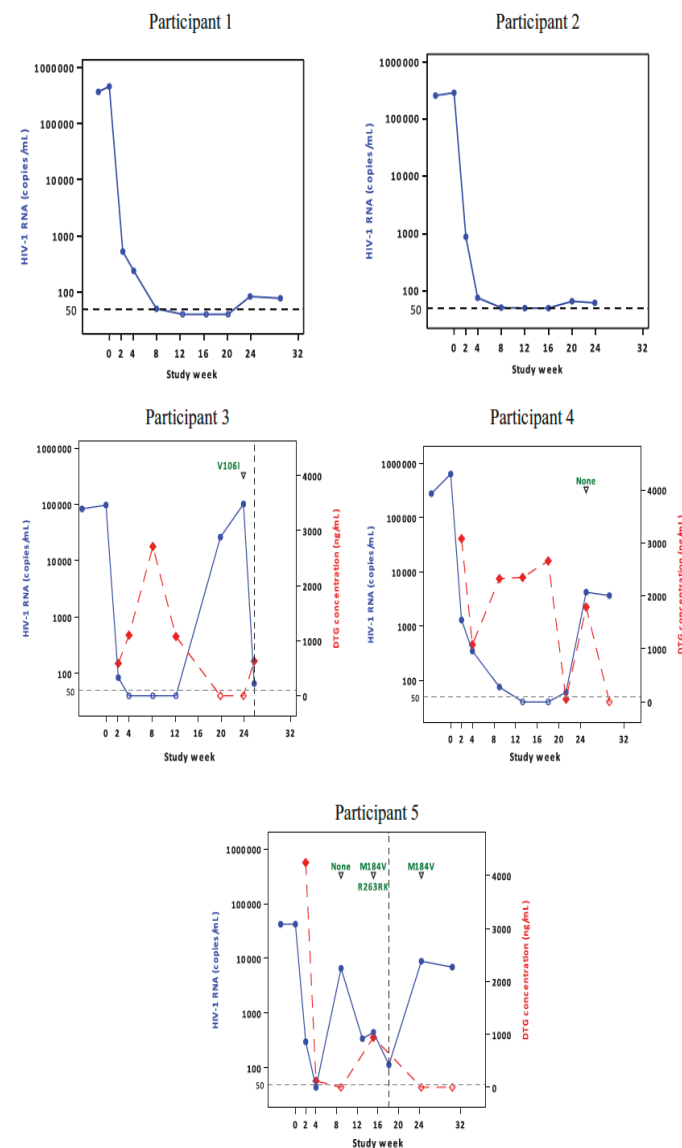 Participant 1
1000000
100000
10000
1000
100
50
HIV-1 RNA (copies/mL)
0 2 4 8 12 16 20 24 32
Study week
Participant 2
1000000
100000
10000
1000
100
50
HIV-1 RNA (copies/mL)
0 2 4 8 12 16 20 24 32
Study week
Participant 3
V106I
1000000
100000
10000
1000
100
50
HIV-1 RNA (copies/mL)
4000
3000
2000
1000
0
DTG concentration (ng/mL)
0 2 4 8 12 16 20 24 32
Study week
Participant 4
None
1000000
100000
10000
1000
100
50
HIV-1 RNA (copies/mL)
4000
3000
2000
1000
0
DTG concentration (ng/mL)
0 2 4 8 12 16 20 24 32
Study week
Participant 5
None M184V M184V
R263RK
1000000
100000
10000
1000
100
50
HIV-1 RNA (copies/mL)
4000
3000
2000
1000
0
DTG concentration (ng/mL)
0 2 4 8 12 16 20 24 32
Study week